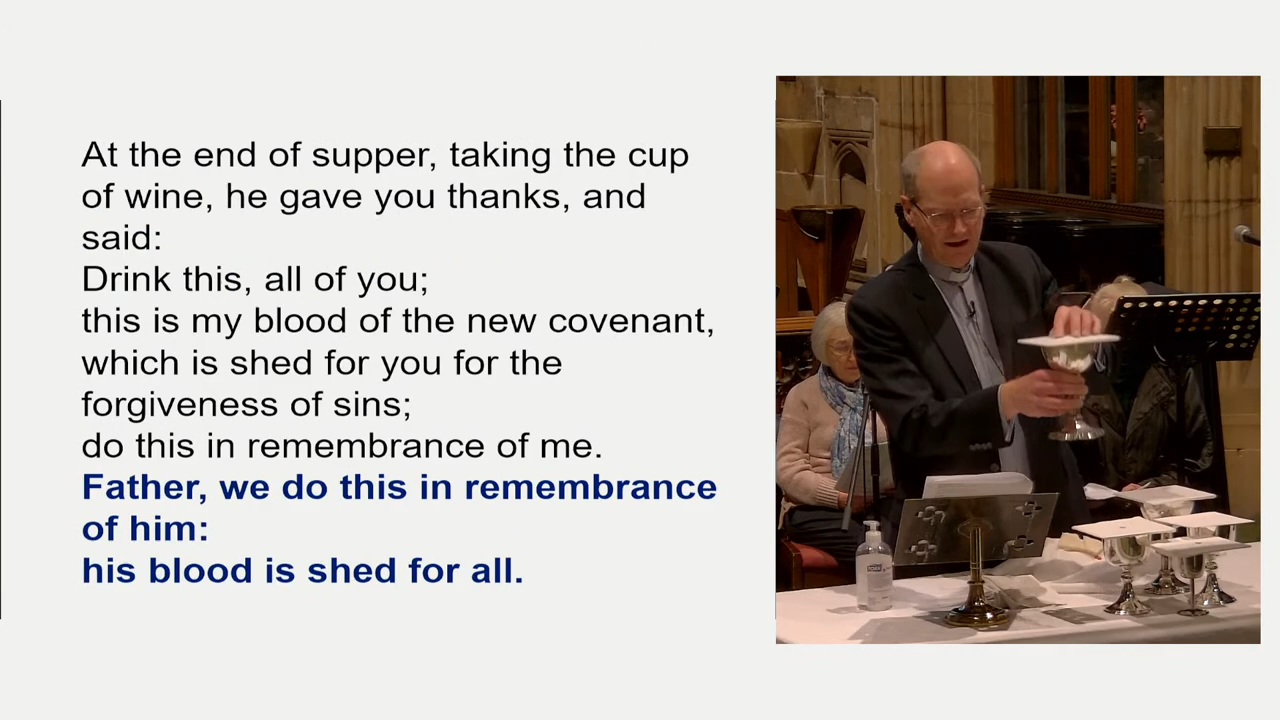 At the end of supper, taking the cup
of wine, he gave you thanks, and
said:
Drink this, all of you;
this is my blood of the new covenant,
which is shed for you for the
forgiveness of sins;
do this in remembrance of me.
Father, we do this in remembrance
of him:
his blood is shed for all.